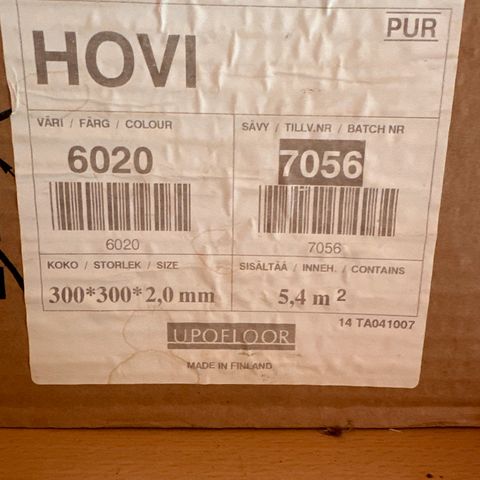 PUR
HOVI
VÄRI / FÄRG / COLOUR
6020
6020
SÄVY / TILLV.NR / BATCH NR
7056
7056
KOKO / STORLEK / SIZE
300*300*2,0 mm
SISÄLTÄÄ / INNEH. / CONTAINS
5,4 m 2
14 TA041007
UPOFLOOR
MADE IN FINLAND